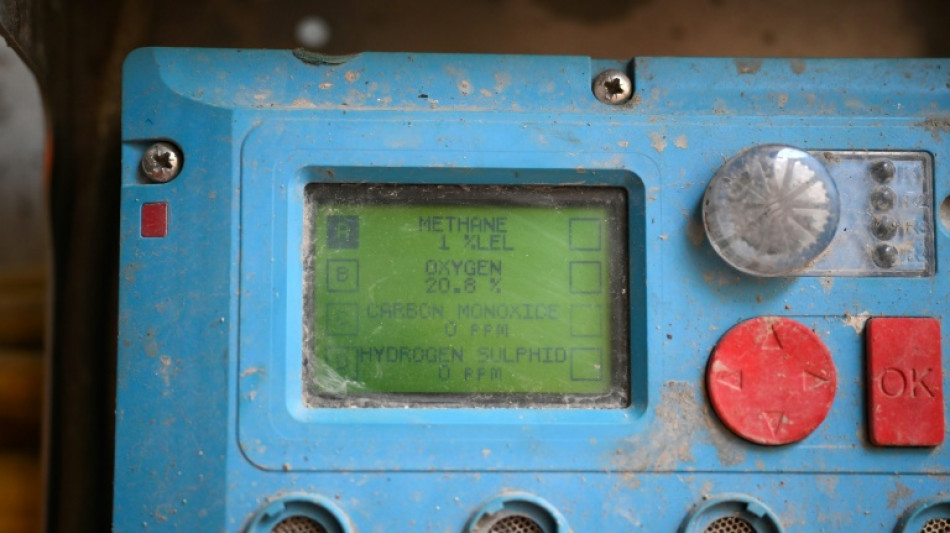 A METHANE
1 %LEL
B OXYGEN
20.8 %
CARBON MONOXIDE
0 PPM
HYDROGEN SULPHID
0 PPM
OK